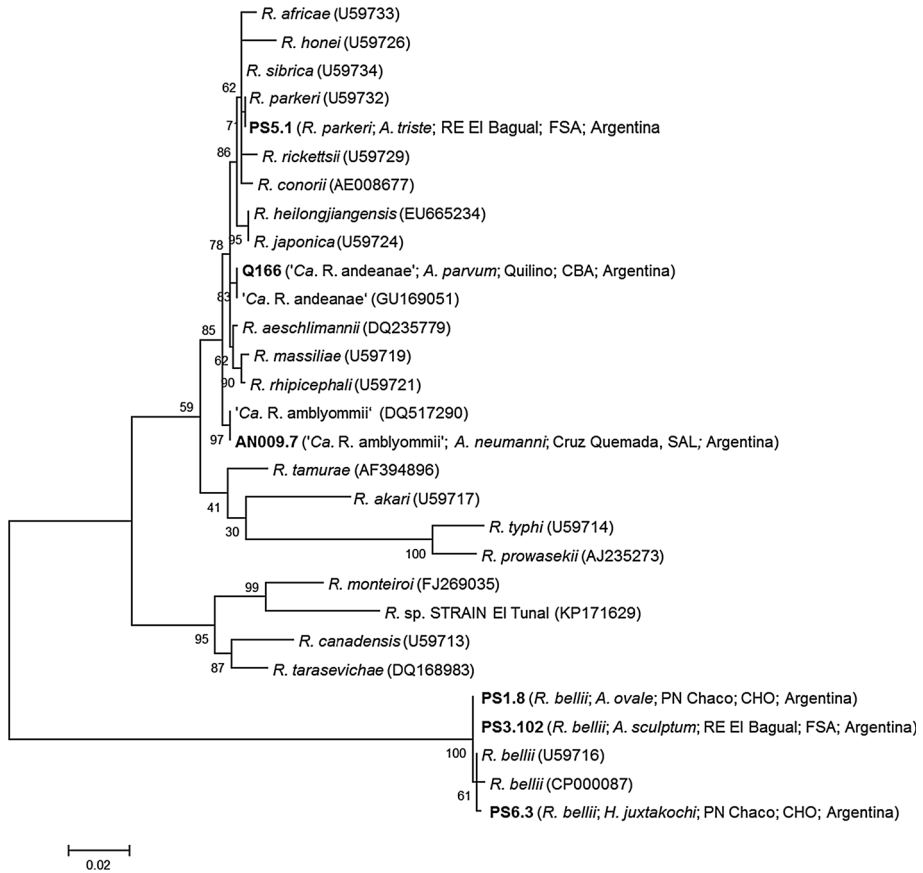 R. africae (U59733)
R. honei (U59726)
R. sibrica (U59734)
62
R. parkeri (U59732)
71
PS5.1 (R. parkeri; A. triste; RE El Bagual; FSA; Argentina
86
R. rickettsii (U59729)
R. conorii (AE008677)
R. heilongjiangensis (EU665234)
78
95
R. japonica (U59724)
Q166 ('Ca. R. andeanae'; A. parvum; Quilino; CBA; Argentina)
83
'Ca. R. andeanae' (GU169051)
85
R. aeschlimannii (DQ235779)
62
R. massiliae (U59719)
90
R. rhipicephali (U59721)
59
'Ca. R. amblyommii' (DQ517290)
97
AN009.7 ('Ca. R. amblyommii'; A. neumanni; Cruz Quemada, SAL; Argentina)
R. tamurae (AF394896)
41
R. akari (U59717)
30
R. typhi (U59714)
100
R. prowasekii (AJ235273)
99
R. monteiroi (FJ269035)
R. sp. STRAIN El Tunal (KP171629)
95
R. canadensis (U59713)
87
R. tarasevichae (DQ168983)
PS1.8 (R. bellii; A. ovale; PN Chaco; CHO; Argentina)
PS3.102 (R. bellii; A. sculptum; RE El Bagual; FSA; Argentina)
100
R. bellii (U59716)
R. bellii (CP000087)
61
PS6.3 (R. bellii; H. juxtakochi; PN Chaco; CHO; Argentina)
0.02